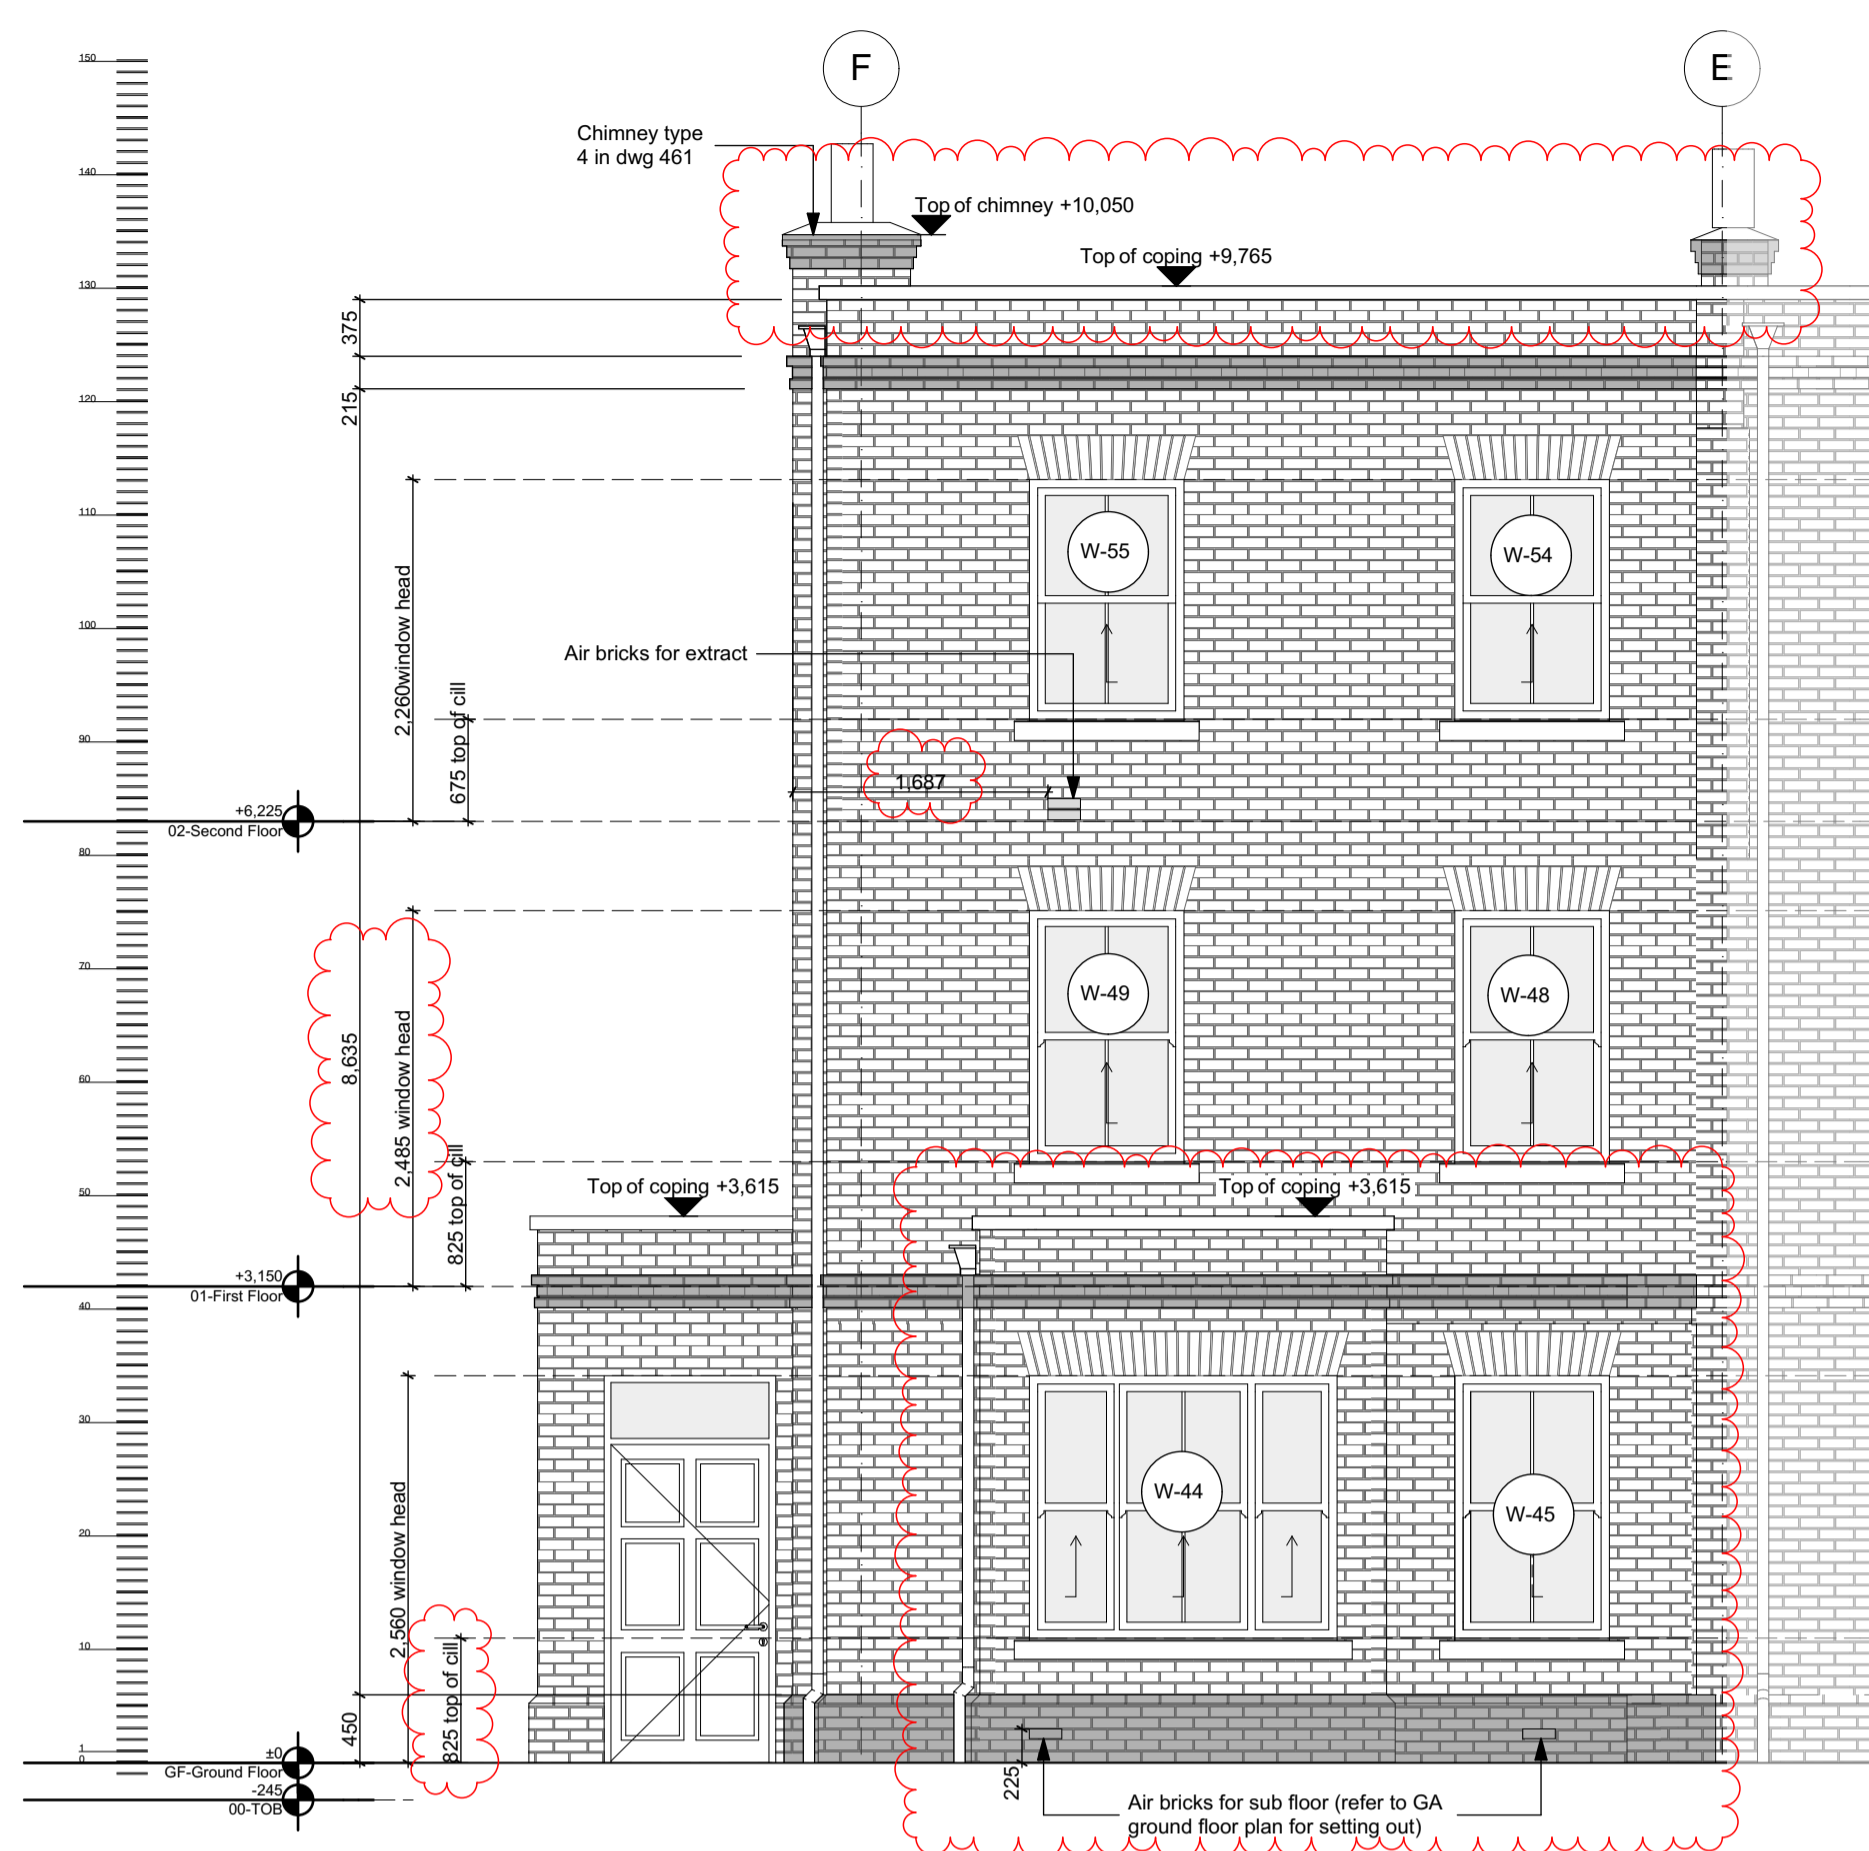 F
E
150
140
130
120
110
100
90
80
70
60
50
40
30
20
10
1
0
Chimney type
4 in dwg 461
Top of chimney +10,050
Top of coping +9,765
375
215
W-55
W-54
2,260window head
Air bricks for extract
675 top of cill
1,687
+6,225
02-Second Floor
W-49
W-48
8,635
2,485 window head
825 top of cill
Top of coping +3,615
Top of coping +3,615
+3,150
01-First Floor
2,560 window head
W-44
W-45
825 top of cill
450
±0
GF-Ground Floor
-245
00-TOB
225
Air bricks for sub floor (refer to GA
ground floor plan for setting out)